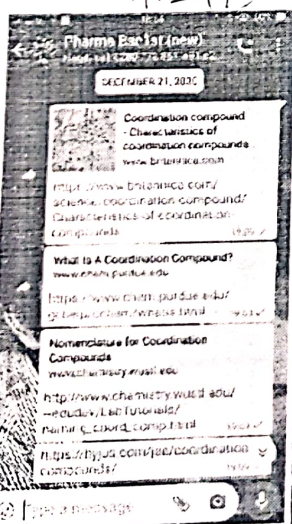 Pharma
(new)
DECEMBER 21, 2020
Coordination compound
- Characteristics of
coordination compounds
www.britannica.com
https://www.britannica.com/
science/coordination-compound/
Characteristics-of-coordination-
compounds
What Is A Coordination Compound?
www.chem.purdue.edu
https://www.chem.purdue.edu/
Nomenclature for Coordination
Compounds
www.chemistry.wustl.edu
http://www.chemistry.wustl.edu/
~edudev/LabTutorials/
naming_coord_comp.html
https://byjus.com/jee/coordination-
compounds/
Type a message